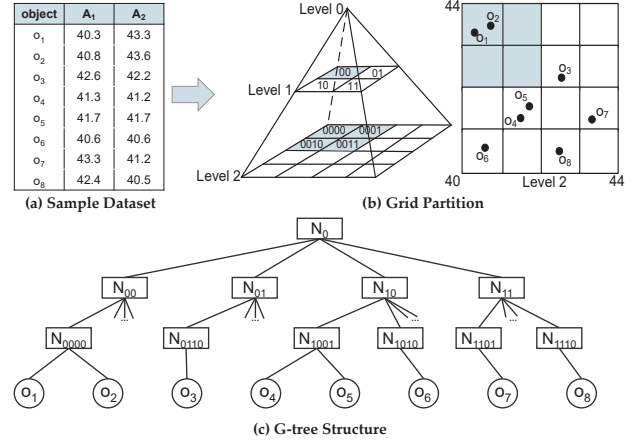 object A1 A2
o1 40.3 43.3
o2 40.8 43.6
o3 42.6 42.2
o4 41.3 41.2
o5 41.7 41.7
o6 40.6 40.6
o7 43.3 41.2
o8 42.4 40.5
(a) Sample Dataset
Level 0
Level 1
00 01
10 11
0000 0001
0010 0011
Level 2
44
o2
o1
o3
o5
o4
o7
o6
o8
40 Level 2 44
(b) Grid Partition
N0
N00 N01 N10 N11
... ... ... ...
N0000 N0110 N1001 N1010 N1101 N1110
o1 o2 o3 o4 o5 o6 o7 o8
(c) G-tree Structure